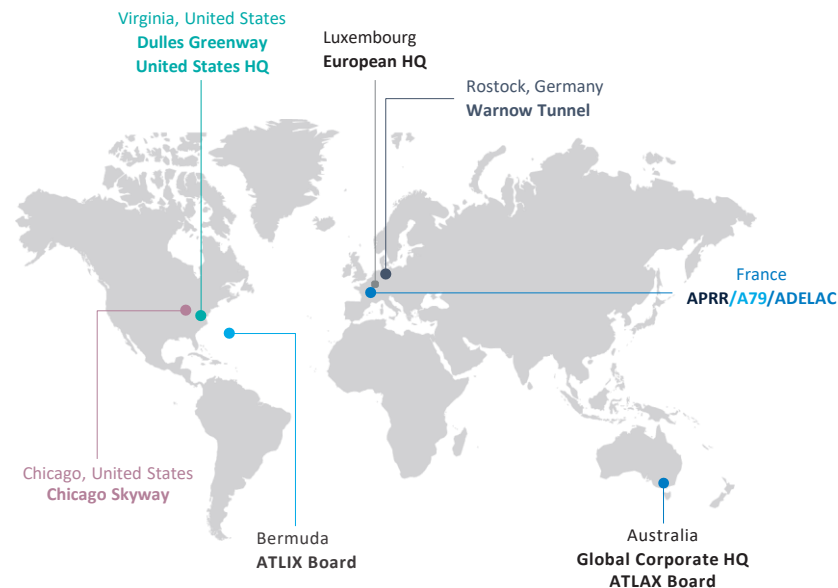 Virginia, United States
Dulles Greenway
United States HQ
Luxembourg
European HQ
Rostock, Germany
Warnow Tunnel
France
APRR/A79/ADELAC
Chicago, United States
Chicago Skyway
Bermuda
ATLIX Board
Australia
Global Corporate HQ
ATLAX Board